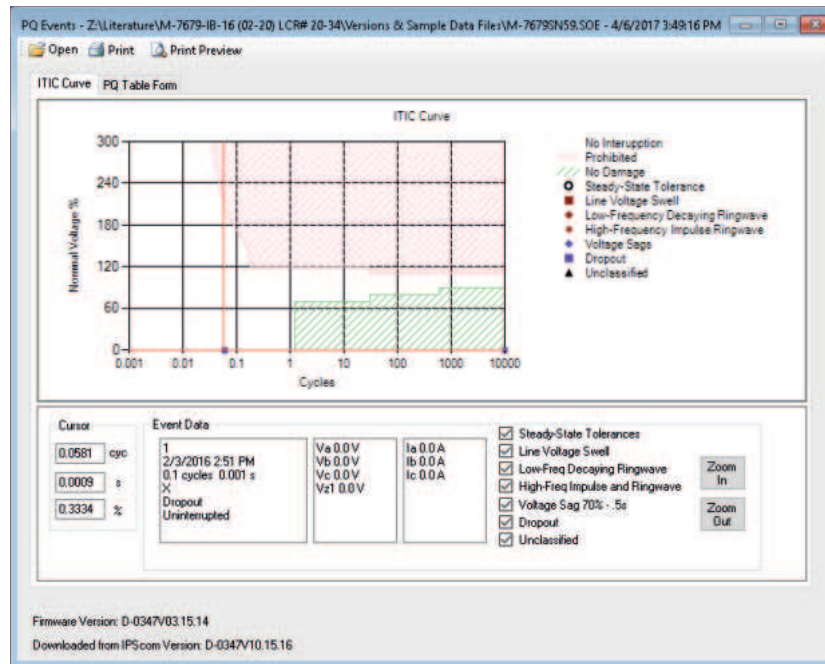 PQ Events - Z:\Literature\M-7679-IB-16 (02-20) LCR# 20-34\Versions & Sample Data Files\M-7679SN59.SOE - 4/6/2017 3:49:16 PM
Open Print Print Preview
ITIC Curve PQ Table Form
ITIC Curve
300
240
180
120
60
0
Nominal Voltage %
0.001 0.01 0.1 1 10 100 1000 10000
Cycles
No Interupption
Prohibited
No Damage
Steady-State Tolerance
Line Voltage Swell
Low-Frequency Decaying Ringwave
High-Frequency Impulse Ringwave
Voltage Sags
Dropout
Unclassified
Cursor
0.0581 cyc
0.0009 s
0.3334 %
Event Data
1
2/3/2016 2:51 PM
0.1 cycles 0.001 s
X
Dropout
Uninterrupted
Va 0.0 V
Vb 0.0 V
Vc 0.0 V
Vz1 0.0 V
Ia 0.0 A
Ib 0.0 A
Ic 0.0 A
Steady-State Tolerances
Line Voltage Swell
Low-Freq Decaying Ringwave
High-Freq Impulse and Ringwave
Voltage Sag 70% - .5s
Dropout
Unclassified
Zoom In
Zoom Out
Firmware Version: D-0347V03.15.14
Downloaded from IPScom Version: D-0347V10.15.16